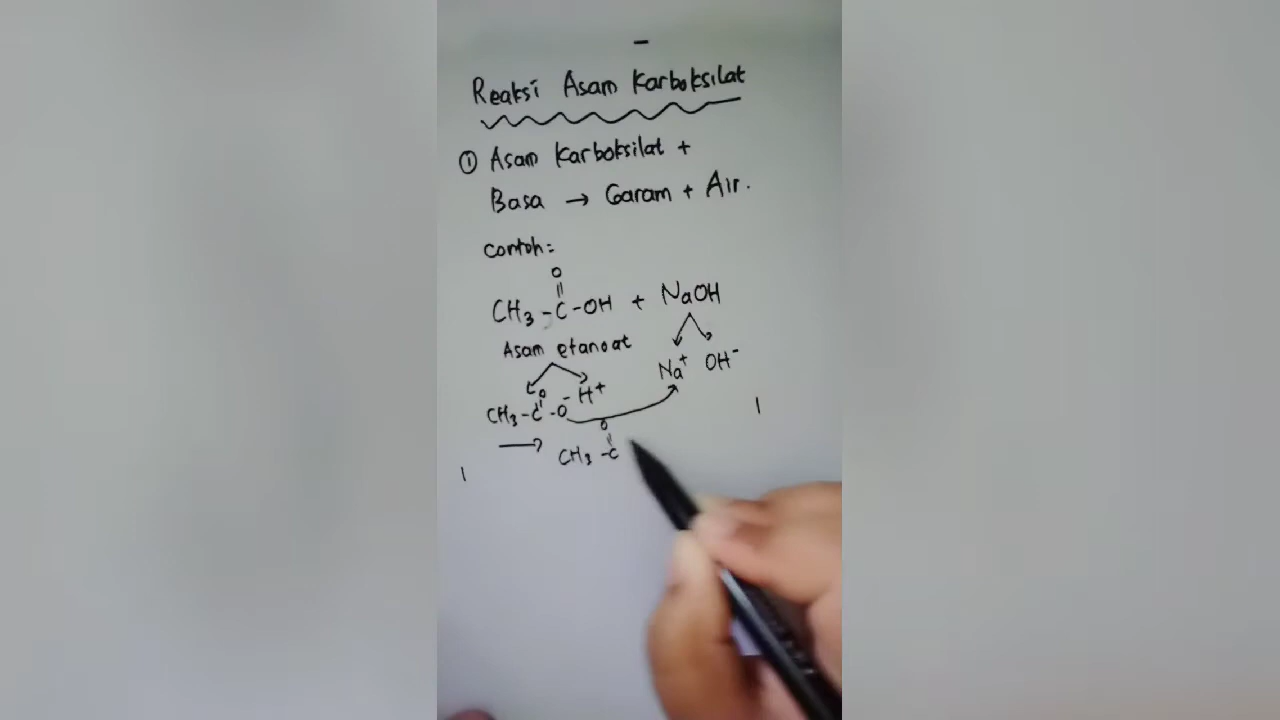 Reaksi Asam Karboksilat
① Asam Karboksilat +
Basa → Garam + Air.
Contoh:
O
||
CH₃-C-OH + NaOH
Asam etanoat
Na⁺ OH⁻
O
||
CH₃-C-O⁻ H⁺
O
||
→ CH₃-C